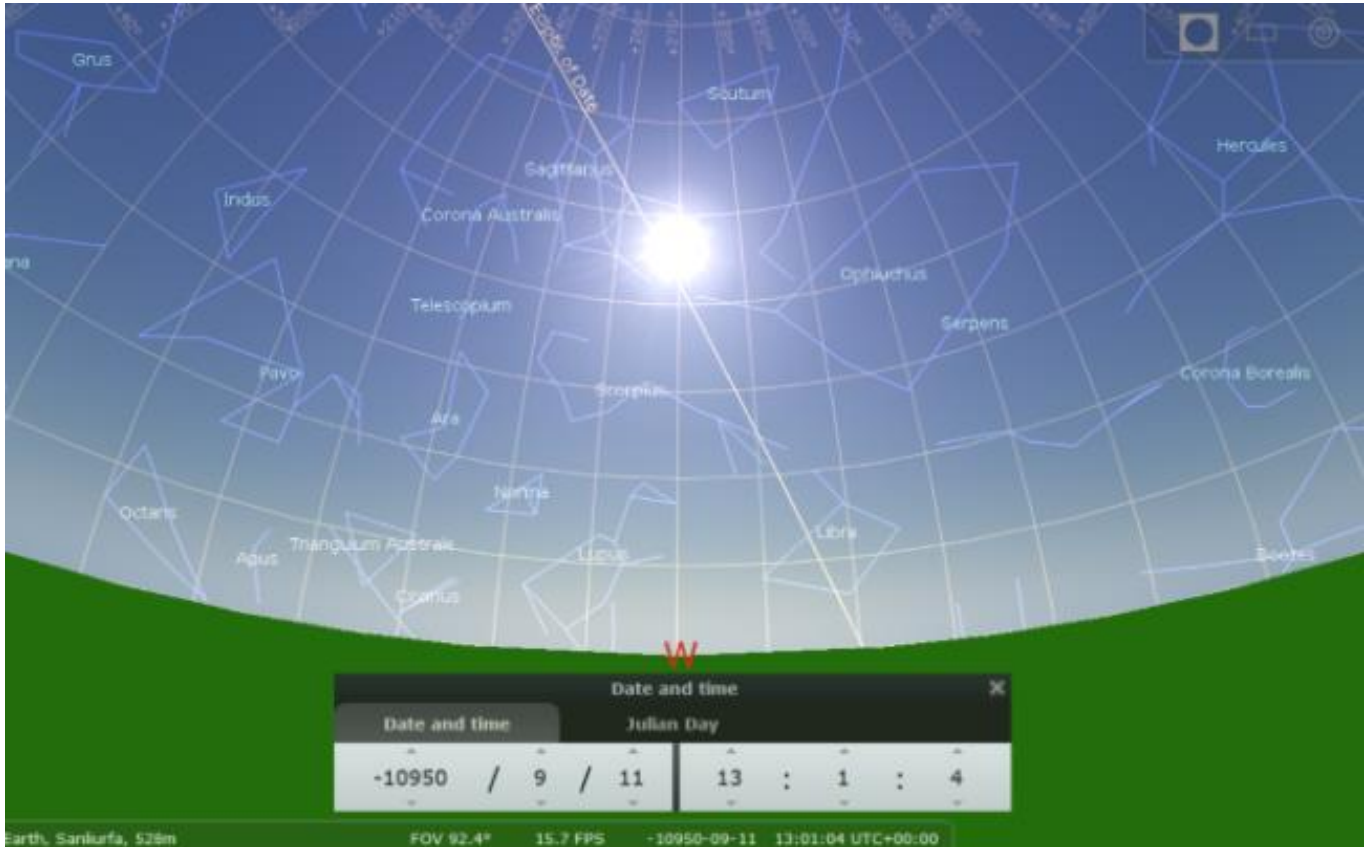 Grus
Scutum
Ecliptic of Date
Hercules
Sagittarius
Indus
Corona Australis
Ophiuchus
Telescopium
Serpens
Pavo
Corona Borealis
Scorpius
Ara
Norma
Octans
Libra
Triangulum Australe
Apus
Lupus
Bootes
Circinus
W
Date and time
Date and time Julian Day
-10950 / 9 / 11 13 : 1 : 4
Earth, Sanliurfa, 528m FOV 92.4° 15.7 FPS -10950-09-11 13:01:04 UTC+00:00